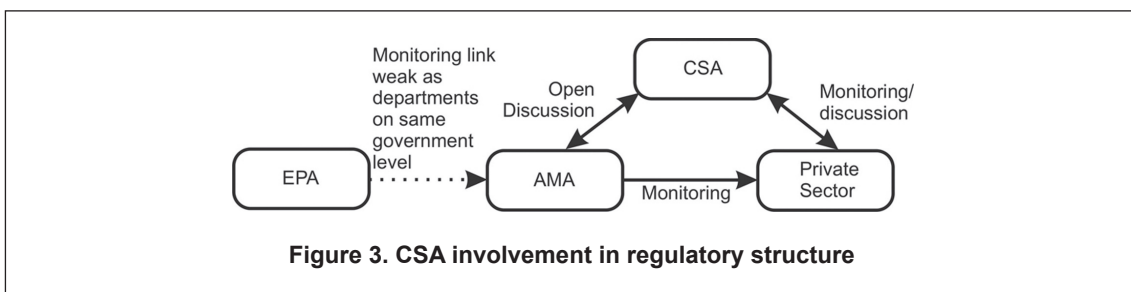 Monitoring link
weak as
departments
on same
government
level
EPA
Open
Discussion
CSA
Monitoring/
discussion
AMA
Monitoring
Private
Sector
Figure 3. CSA involvement in regulatory structure